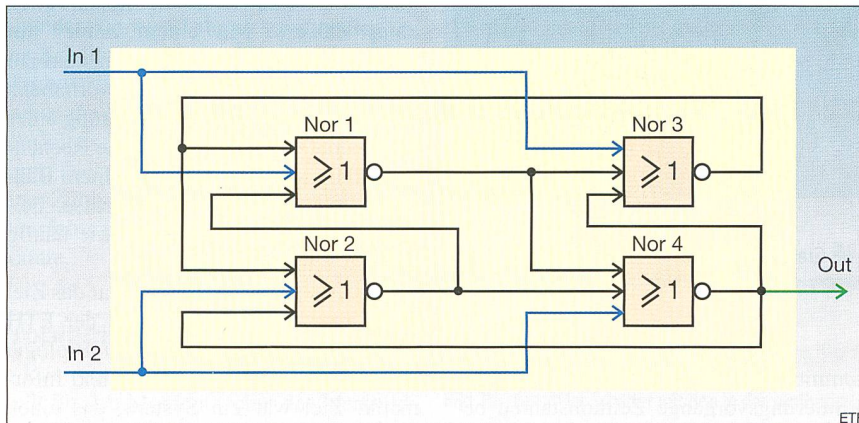 In 1
Nor 1
Nor 3
≥ 1
≥ 1
Nor 2
Nor 4
Out
≥ 1
≥ 1
In 2